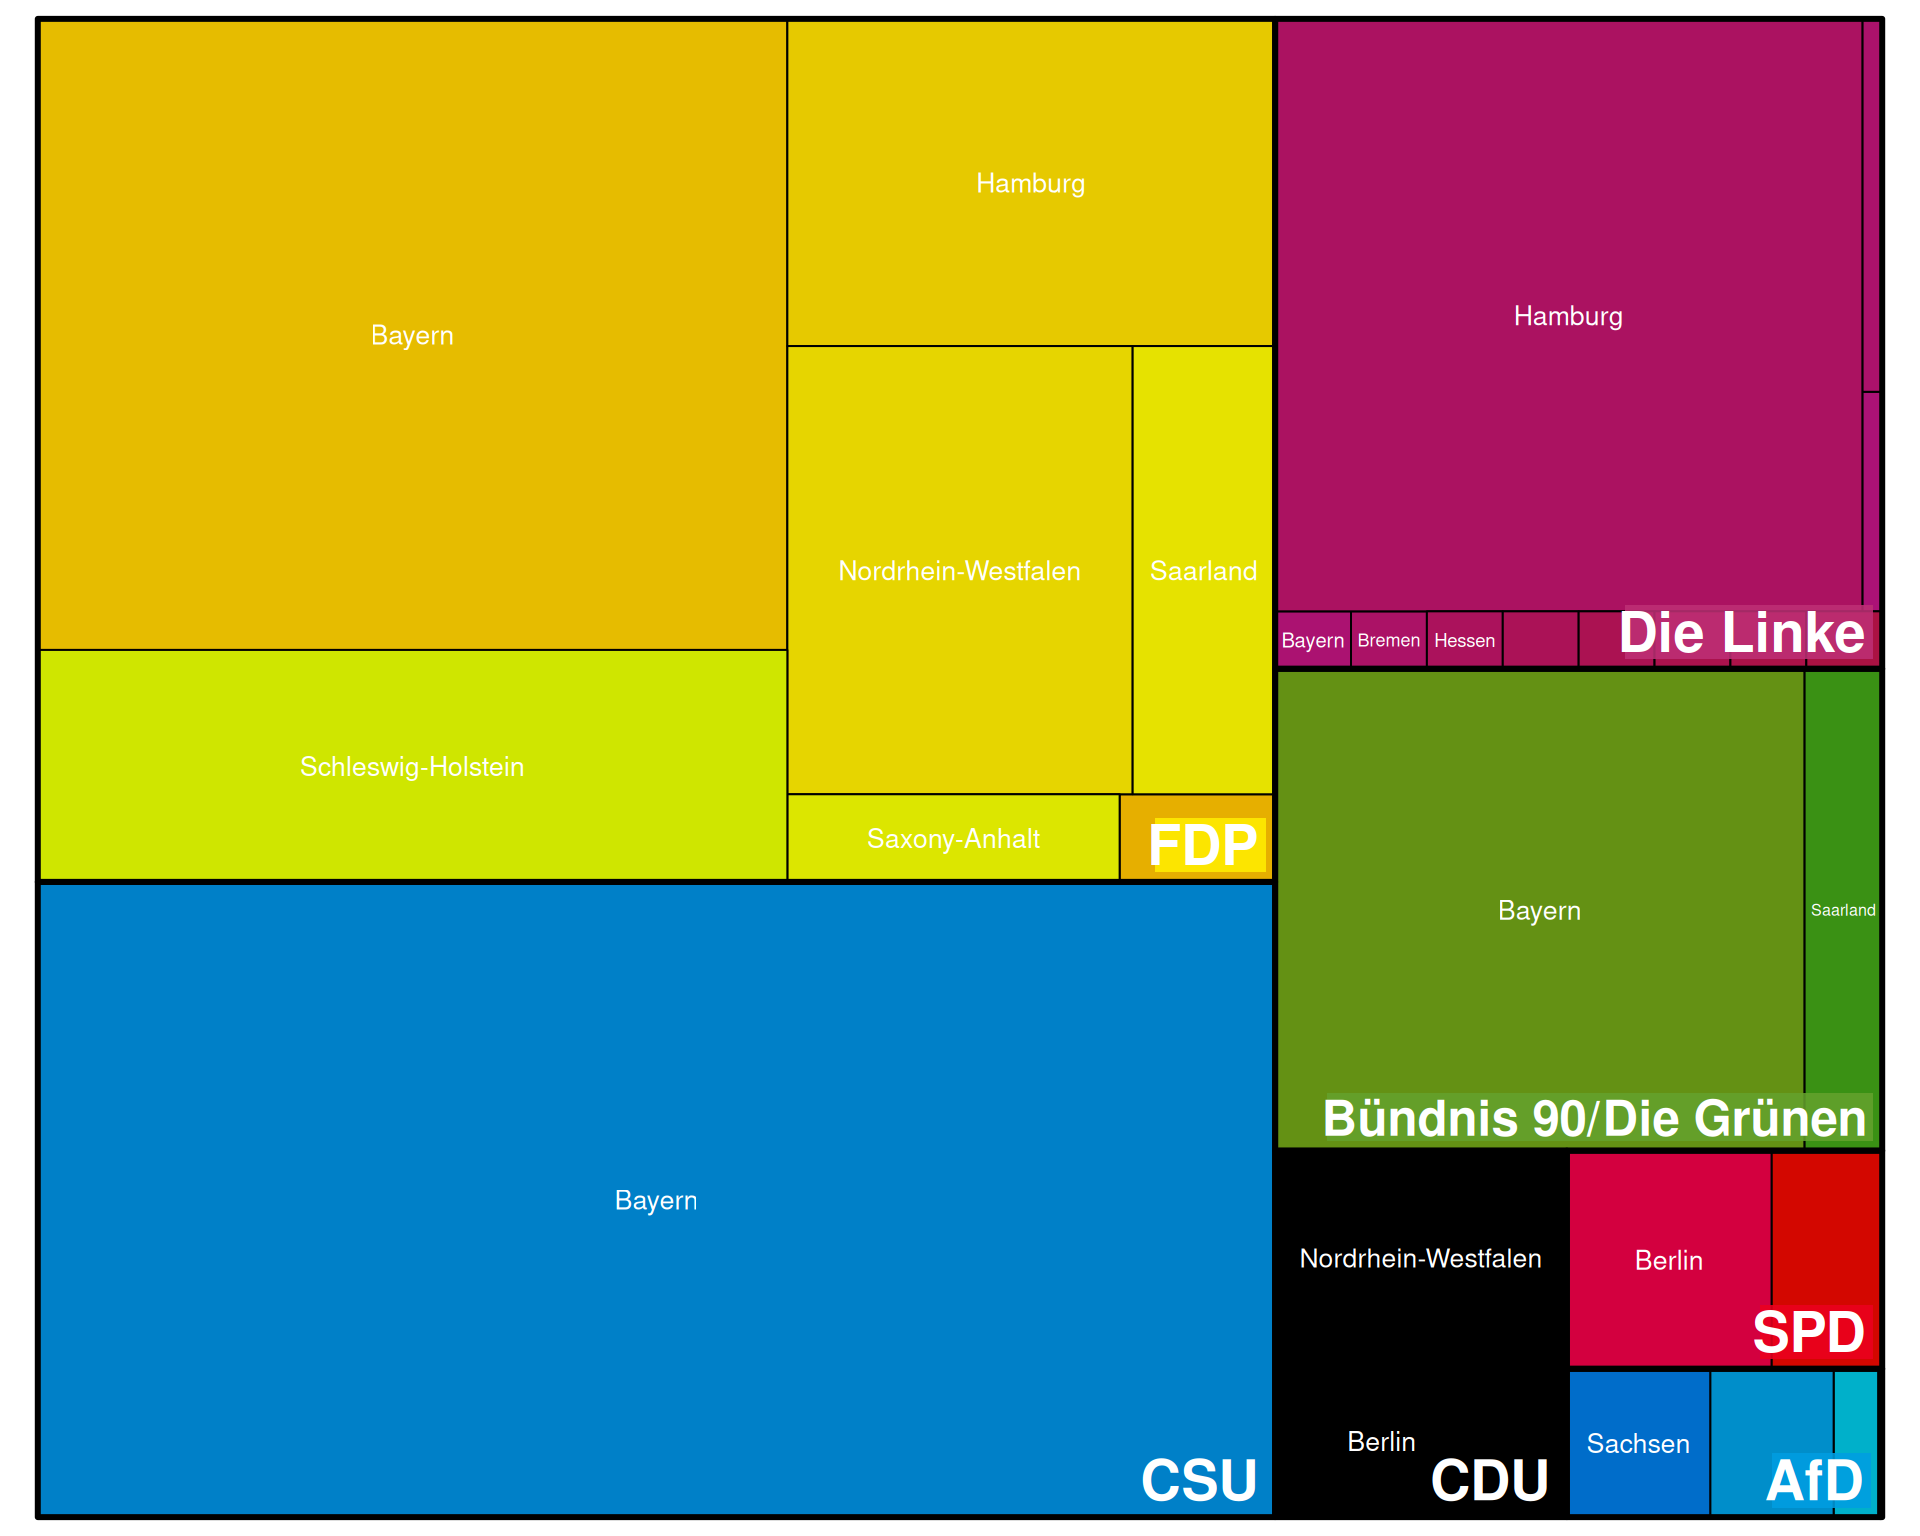 Bayern
Hamburg
Nordrhein-Westfalen
Saarland
Schleswig-Holstein
Saxony-Anhalt
FDP
Bayern
CSU
Hamburg
Bayern
Bremen
Hessen
Die Linke
Bayern
Saarland
Bündnis 90/Die Grünen
Nordrhein-Westfalen
Berlin
CDU
Berlin
SPD
Sachsen
AfD